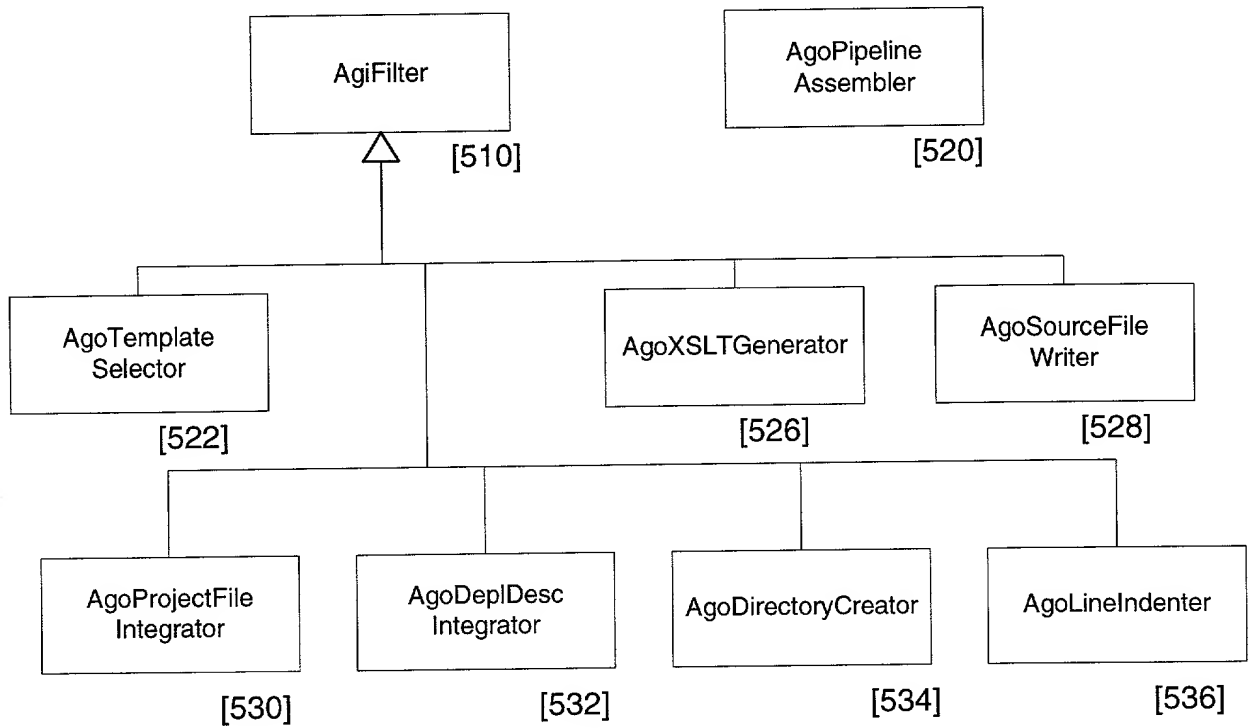 AgiFilter
[510]
AgoPipeline
Assembler
[520]
AgoTemplate
Selector
[522]
AgoXSLTGenerator
[526]
AgoSourceFile
Writer
[528]
AgoProjectFile
Integrator
[530]
AgoDeplDesc
Integrator
[532]
AgoDirectoryCreator
[534]
AgoLineIndenter
[536]